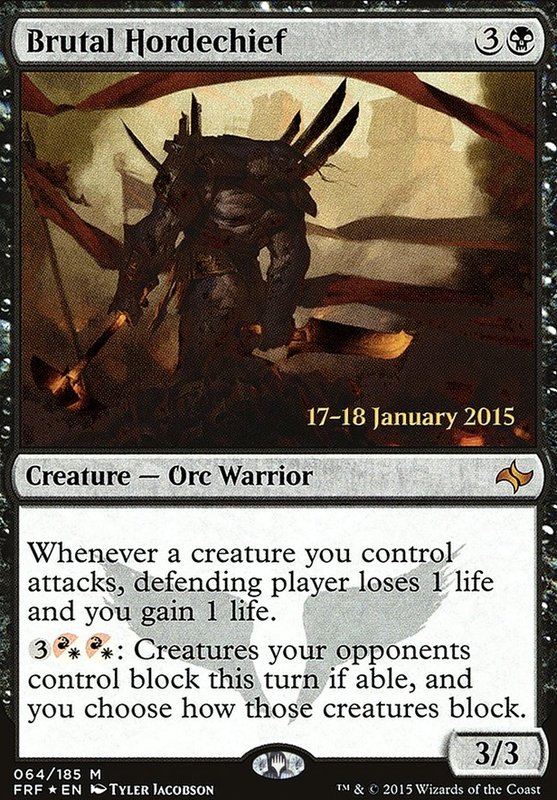 Brutal Hordechief 3
17–18 January 2015
Creature — Orc Warrior
Whenever a creature you control
attacks, defending player loses 1 life
and you gain 1 life.
3: Creatures your opponents
control block this turn if able, and
you choose how those creatures block.
3/3
064/185 M
FRF ★ EN Tyler Jacobson
™ & © 2015 Wizards of the Coast